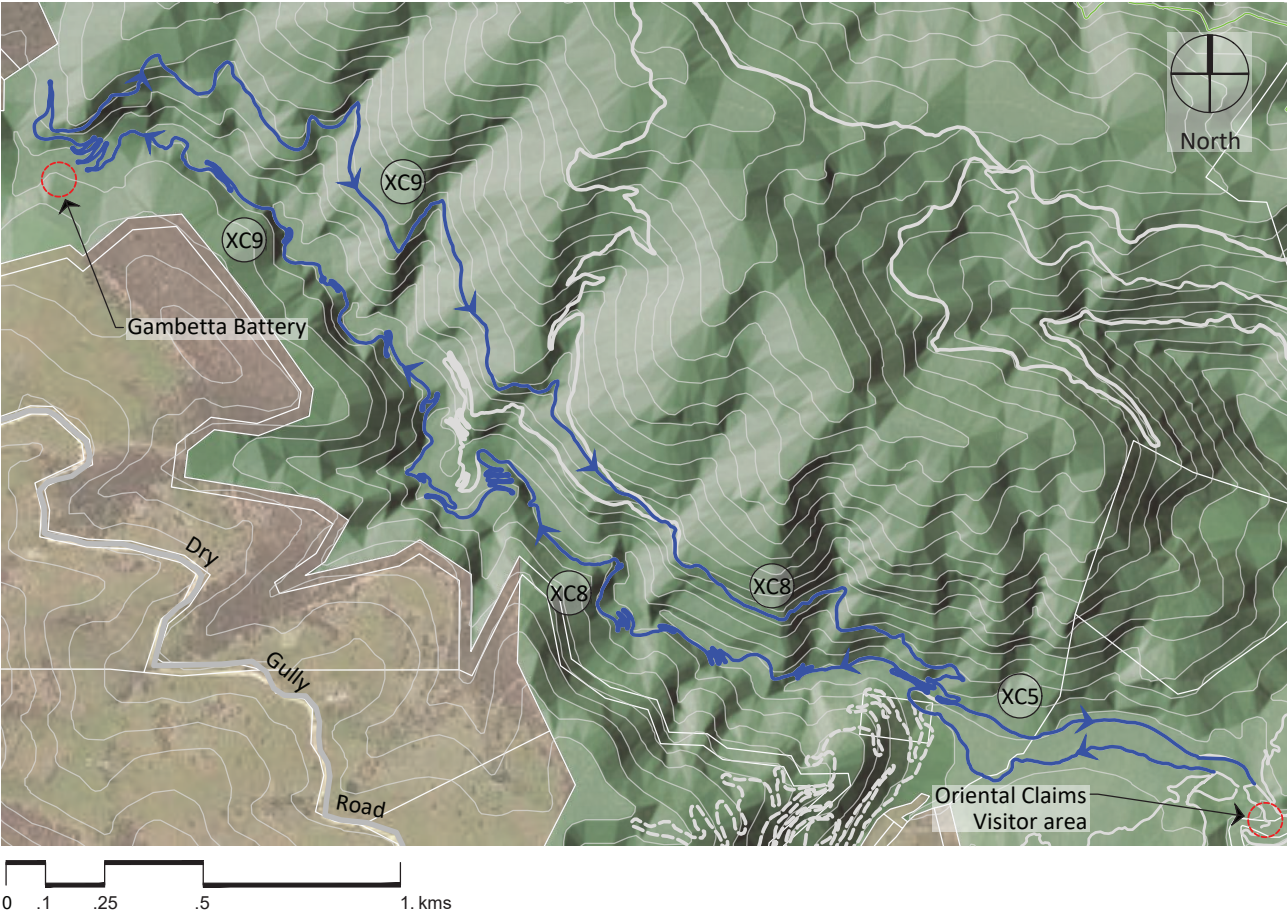 North
XC9
XC9
Gambetta Battery
Dry
XC8
XC8
Gully
XC5
Road
Oriental Claims
Visitor area
0 .1 .25 .5 1. kms